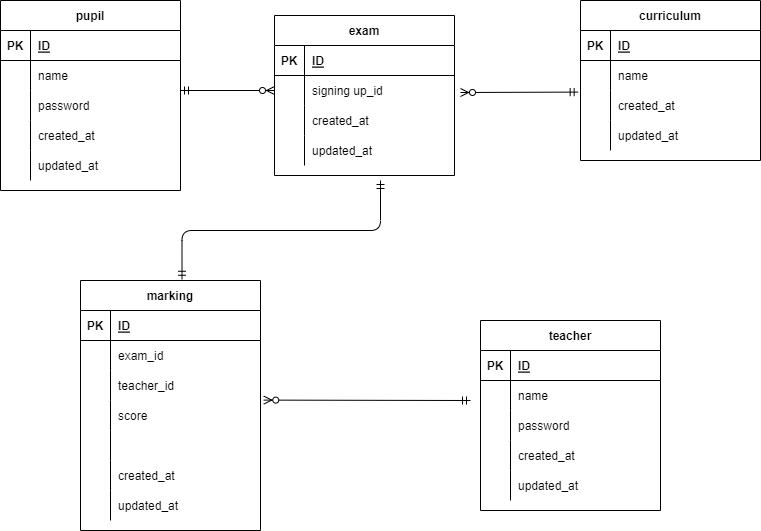 pupil
PK ID
name
password
created_at
updated_at
exam
PK ID
signing up_id
created_at
updated_at
curriculum
PK ID
name
created_at
updated_at
marking
PK ID
exam_id
teacher_id
score
created_at
updated_at
teacher
PK ID
name
password
created_at
updated_at